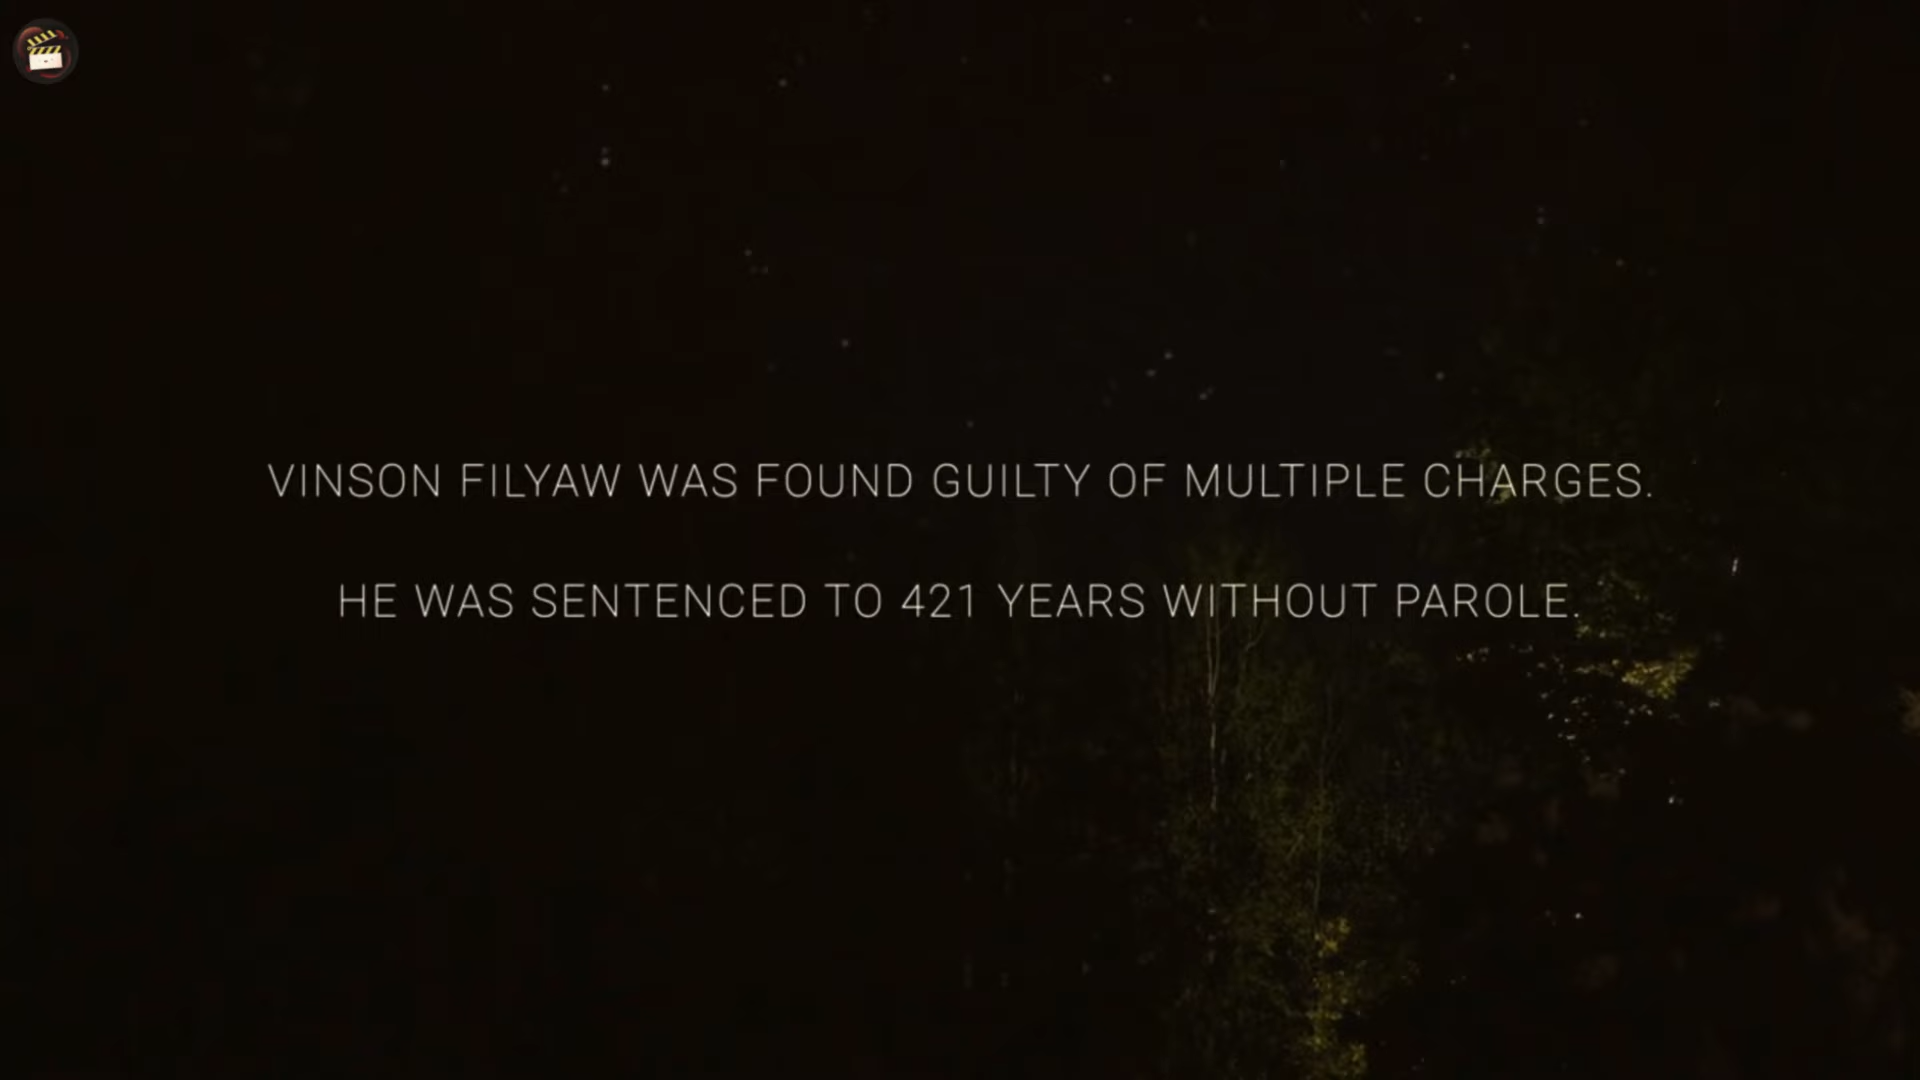 VINSON FILYAW WAS FOUND GUILTY OF MULTIPLE CHARGES.
HE WAS SENTENCED TO 421 YEARS WITHOUT PAROLE.